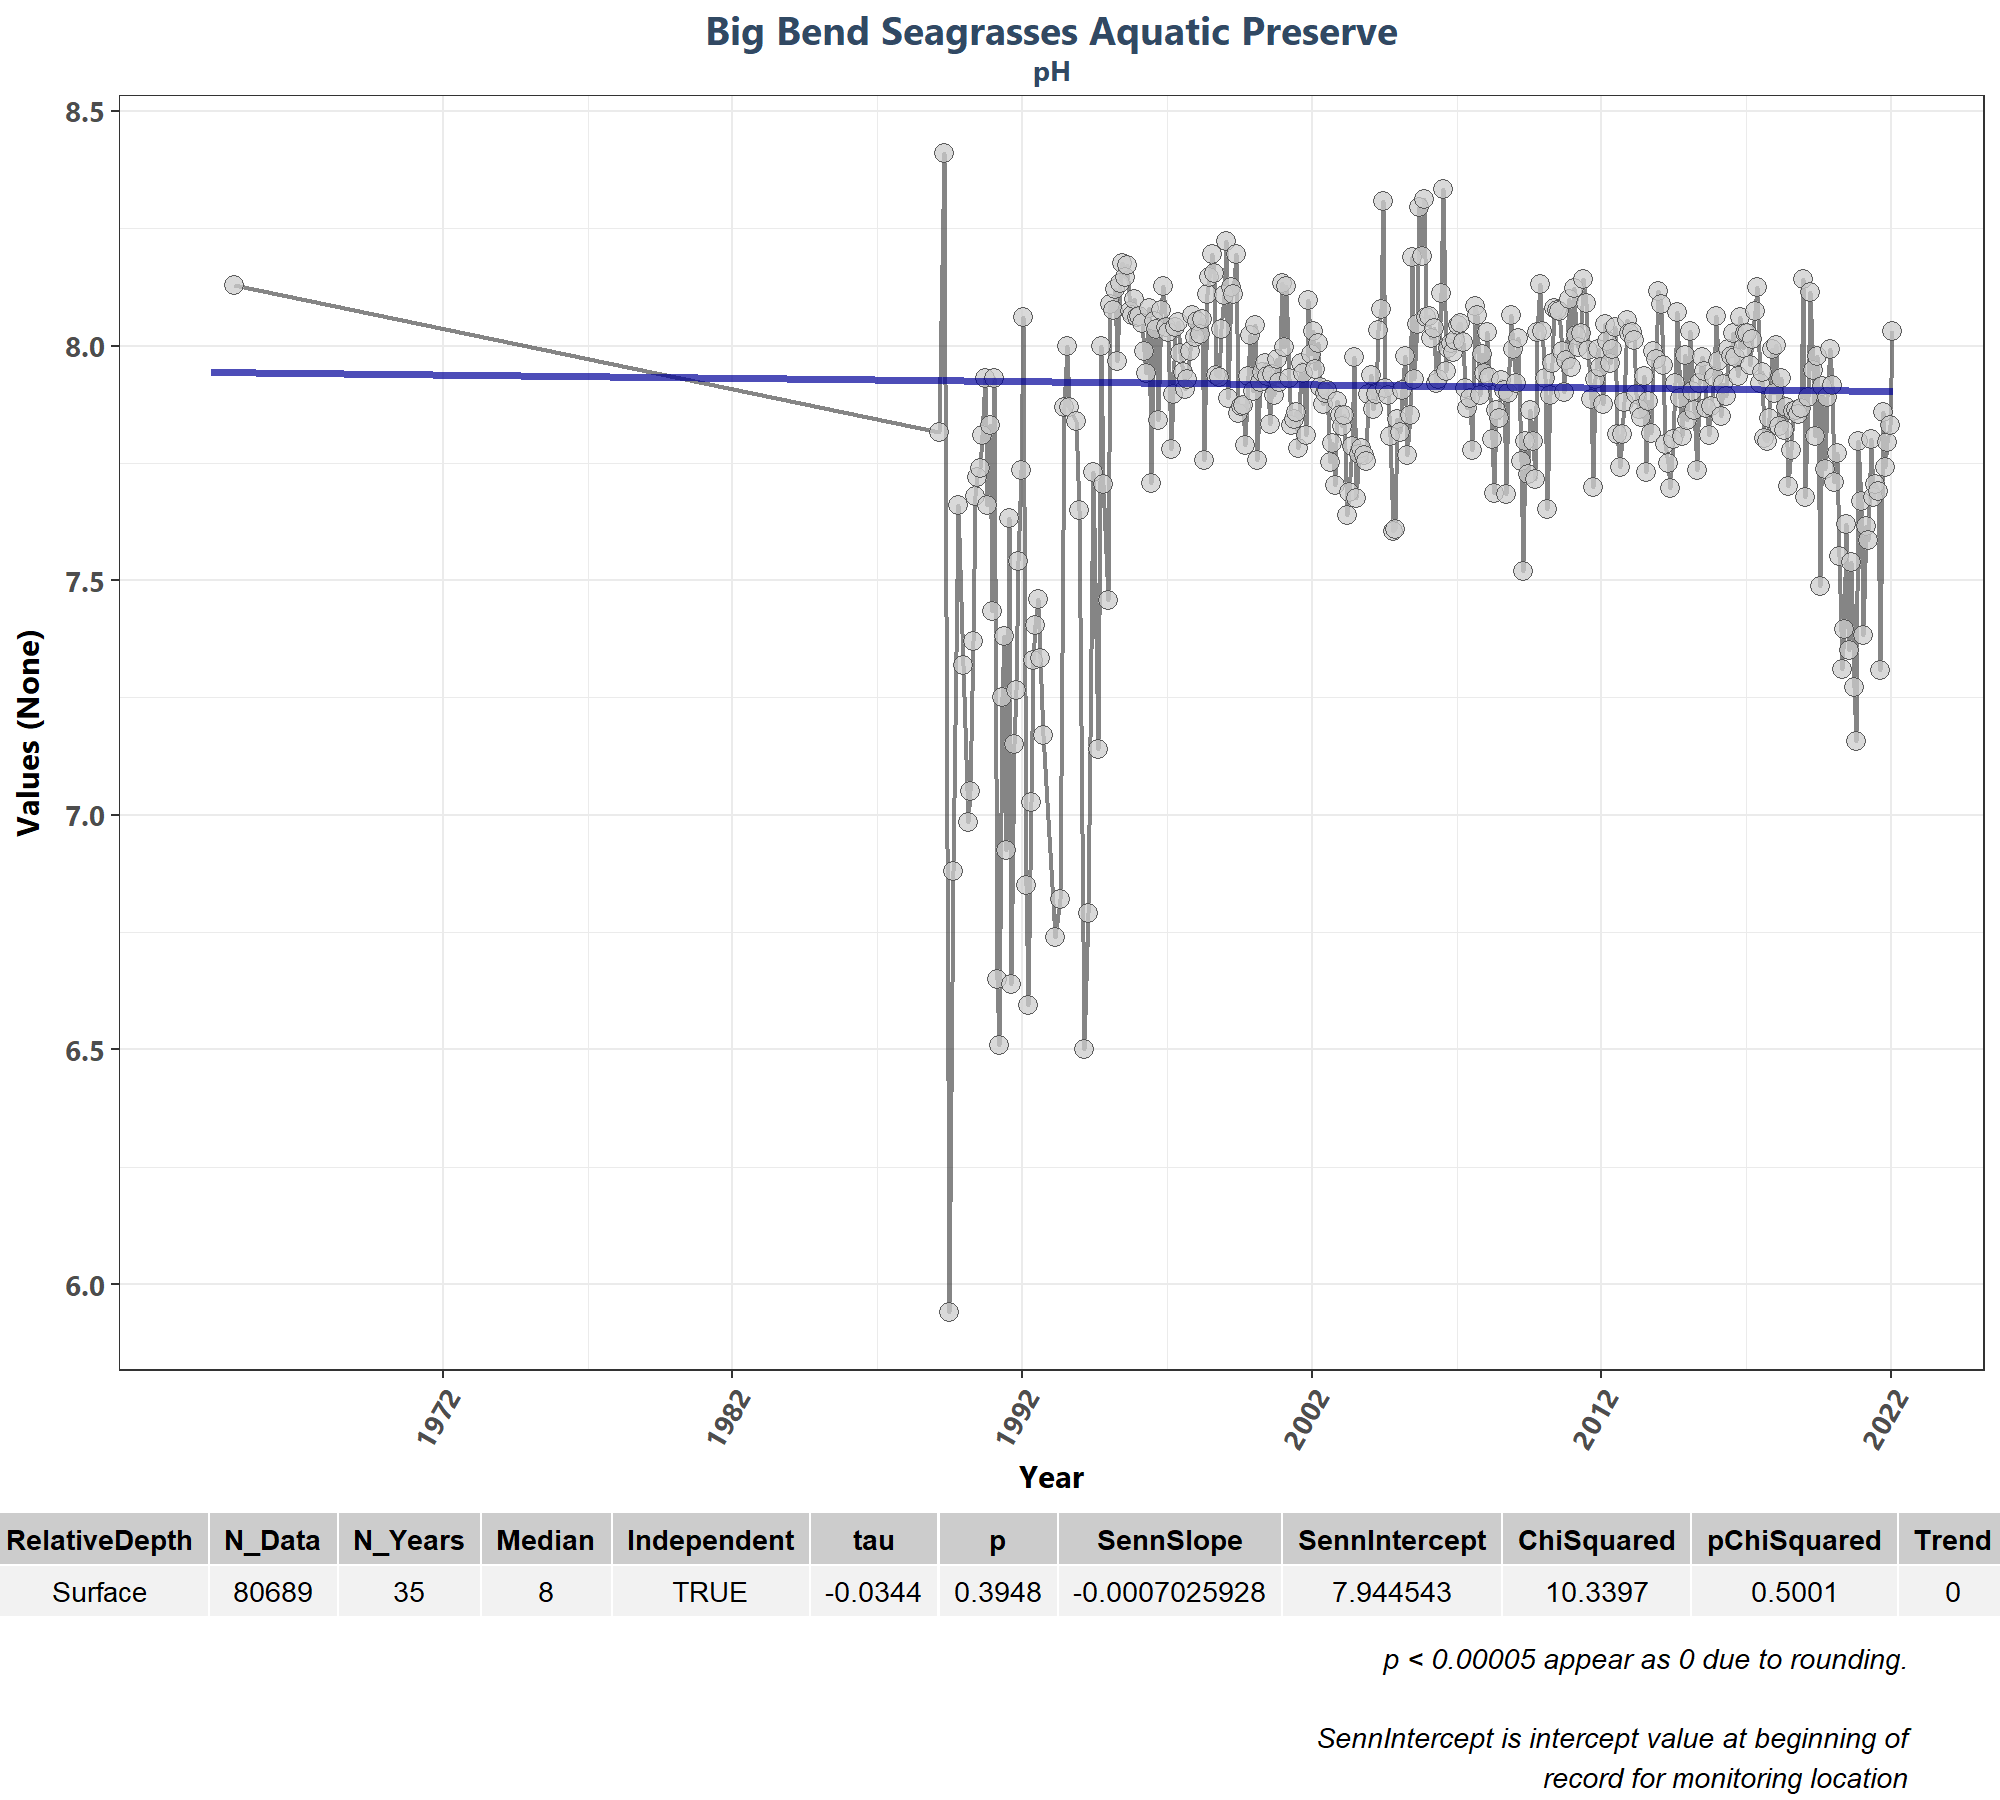 Big Bend Seagrasses Aquatic Preserve
pH
8.5
8.0
7.5
7.0
6.5
6.0
Values (None)
1972
1982
1992
2002
2012
2022
Year
RelativeDepth N_Data N_Years Median Independent tau p SennSlope SennIntercept ChiSquared pChiSquared Trend
Surface 80689 35 8 TRUE -0.0344 0.3948 -0.0007025928 7.944543 10.3397 0.5001 0
p < 0.00005 appear as 0 due to rounding.
SennIntercept is intercept value at beginning of
record for monitoring location